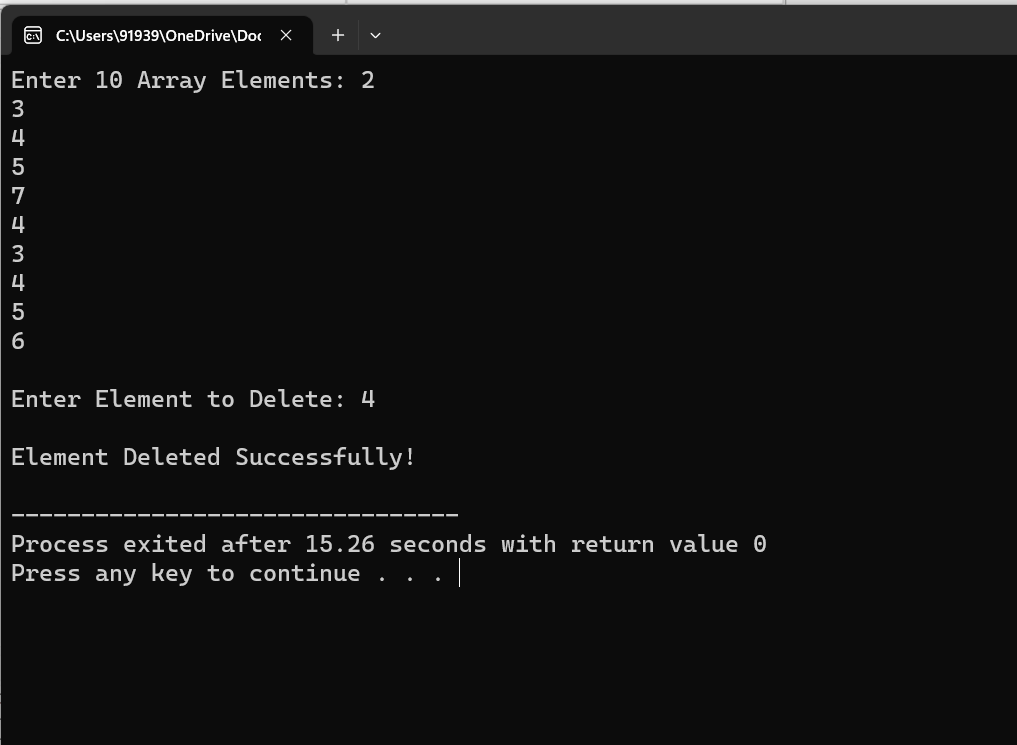 C:\Users\91939\OneDrive\Doc
Enter 10 Array Elements: 2
3
4
5
7
4
3
4
5
6
Enter Element to Delete: 4
Element Deleted Successfully!
--------------------------------
Process exited after 15.26 seconds with return value 0
Press any key to continue . . .